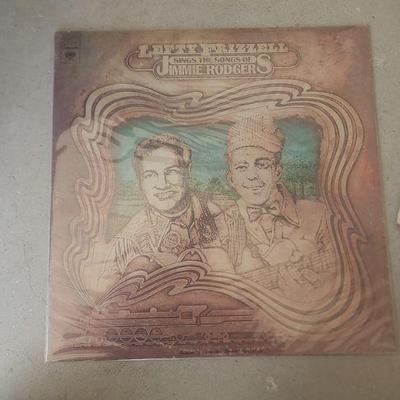 LEFTY FRIZZELL
SINGS THE SONGS OF
JIMMIE RODGERS